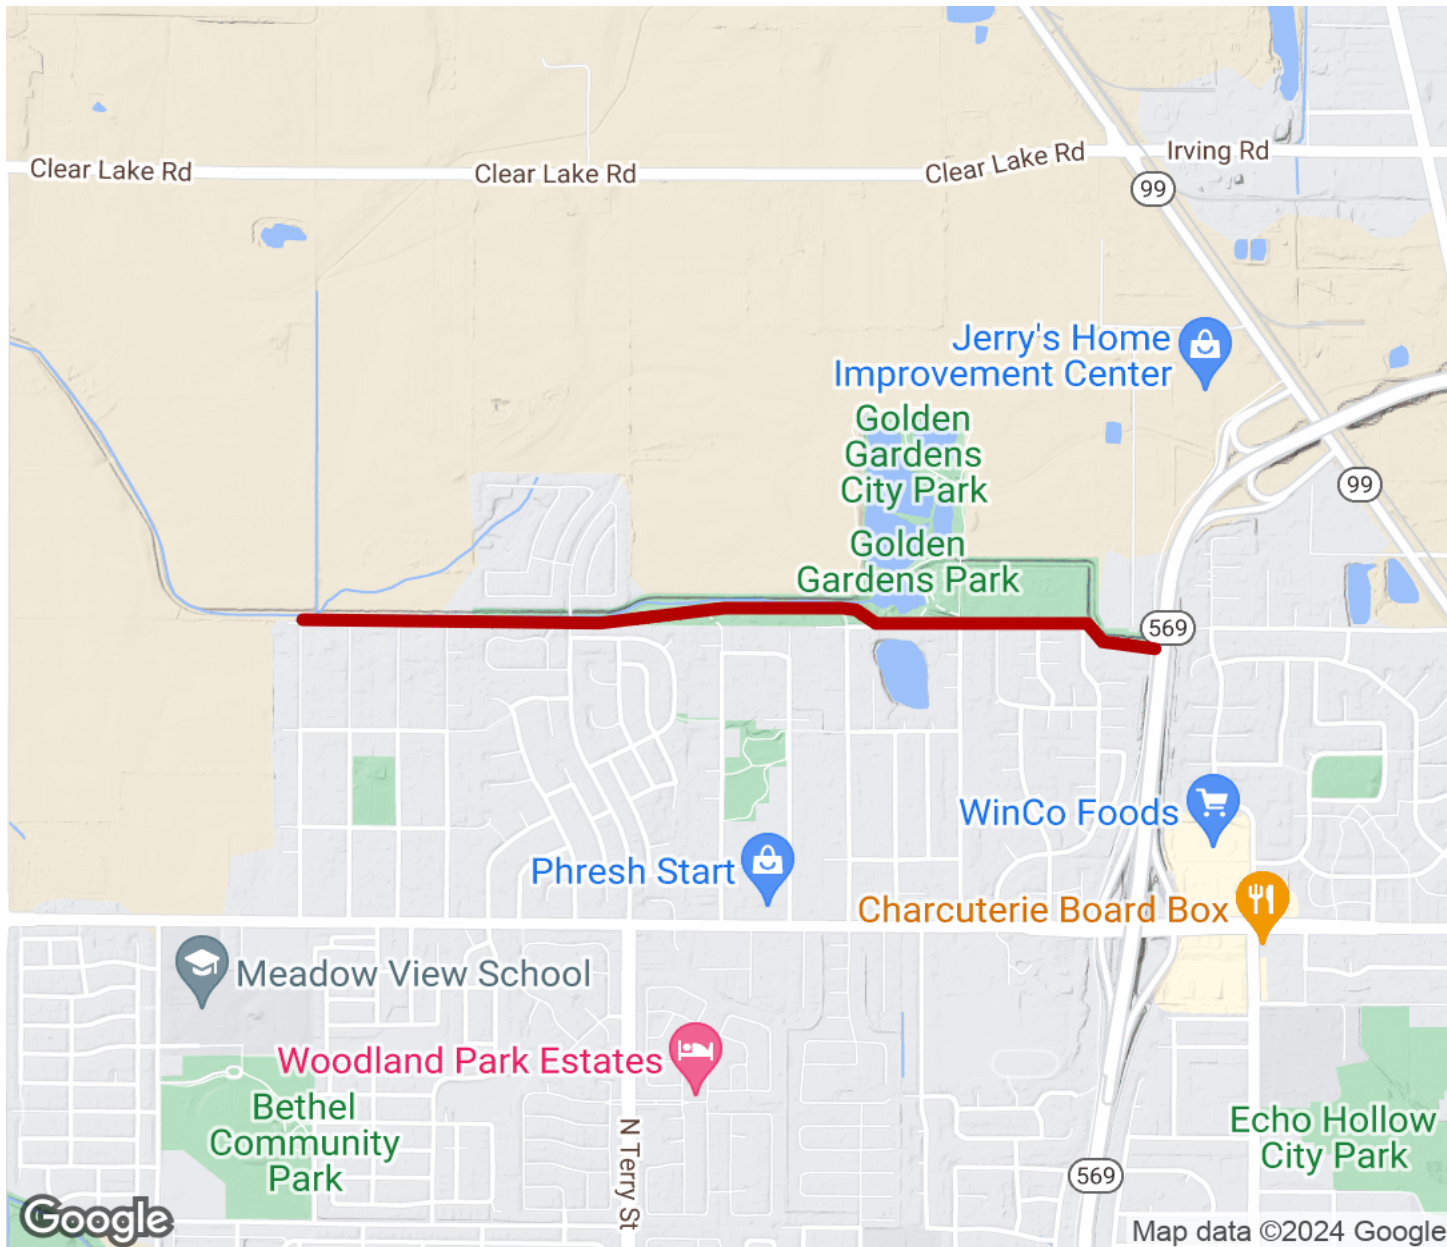 Clear Lake Rd
Clear Lake Rd
Clear Lake Rd
Irving Rd
99
Jerry's Home
Improvement Center
Golden
Gardens
City Park
99
Golden
Gardens Park
569
WinCo Foods
Phresh Start
Charcuterie Board Box
Meadow View School
Woodland Park Estates
Bethel
Community
Park
N Terry St
Echo Hollow
City Park
569
Google
Map data ©2024 Google